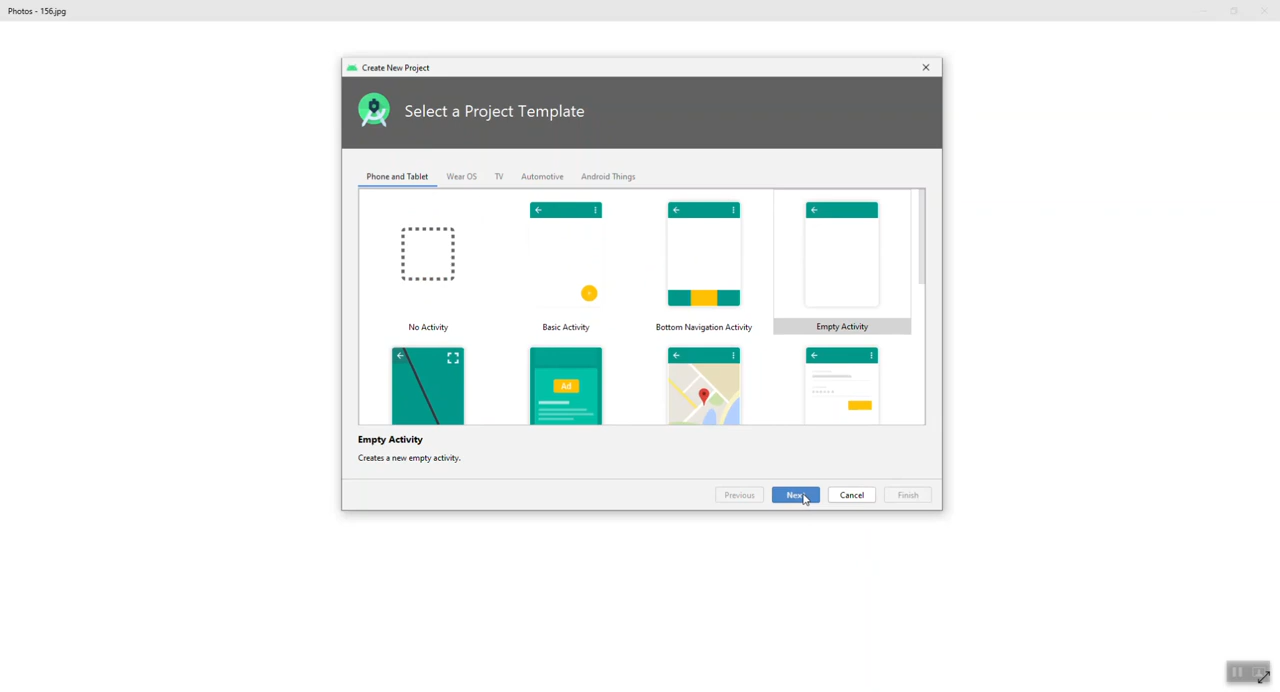 Photos - 156.jpg
Create New Project
Select a Project Template
Phone and Tablet Wear OS TV Automotive Android Things
No Activity Basic Activity Bottom Navigation Activity Empty Activity
Ad
Empty Activity
Creates a new empty activity.
Previous Next Cancel Finish